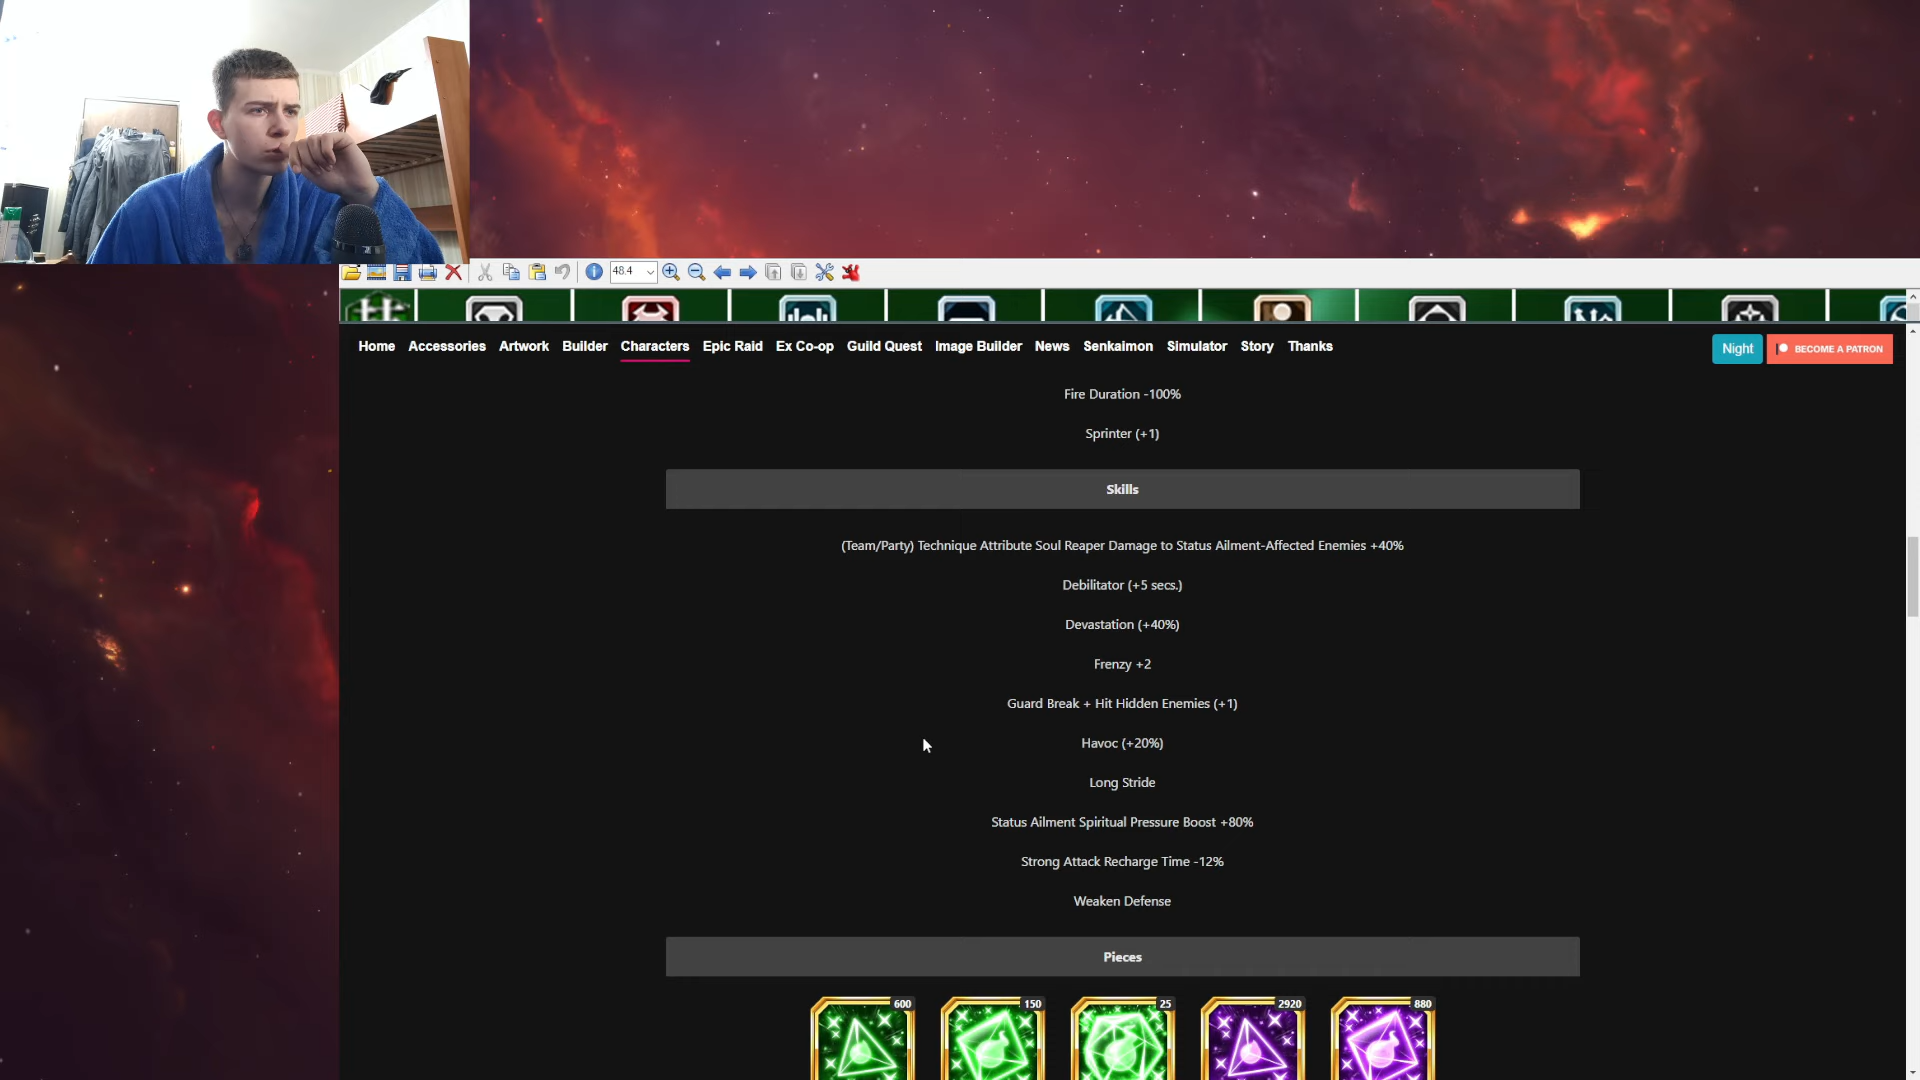 48.4
Home Accessories Artwork Builder Characters Epic Raid Ex Co-op Guild Quest Image Builder News Senkaimon Simulator Story Thanks
Night
BECOME A PATRON
Fire Duration -100%
Sprinter (+1)
Skills
(Team/Party) Technique Attribute Soul Reaper Damage to Status Ailment-Affected Enemies +40%
Debilitator (+5 secs.)
Devastation (+40%)
Frenzy +2
Guard Break + Hit Hidden Enemies (+1)
Havoc (+20%)
Long Stride
Status Ailment Spiritual Pressure Boost +80%
Strong Attack Recharge Time -12%
Weaken Defense
Pieces
600 150 25 2920 880